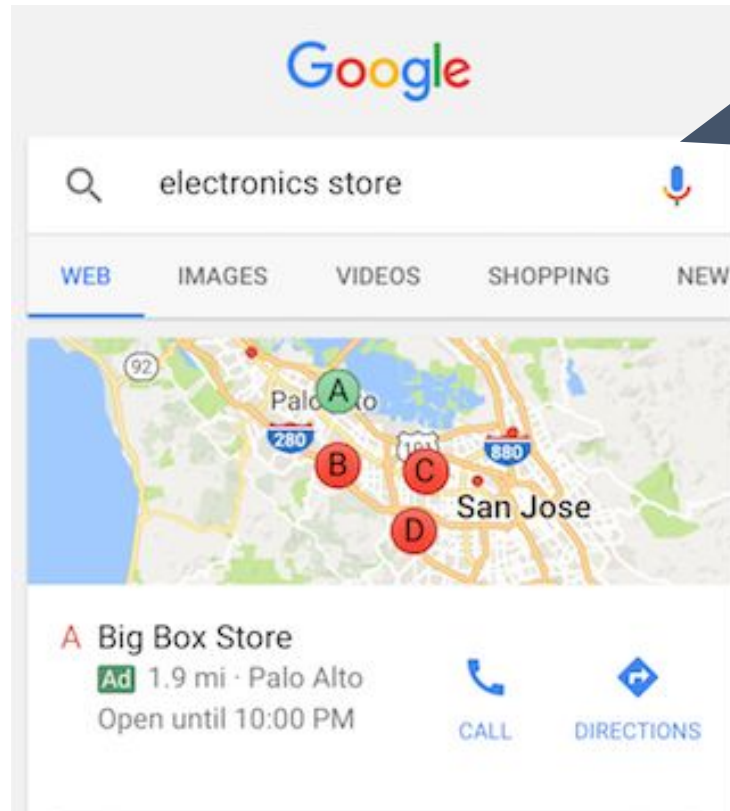 Google
electronics store
WEB IMAGES VIDEOS SHOPPING NEW
92
A
Palo Alto
280
B
101
C
880
San Jose
D
A Big Box Store
Ad 1.9 mi · Palo Alto
Open until 10:00 PM
CALL DIRECTIONS